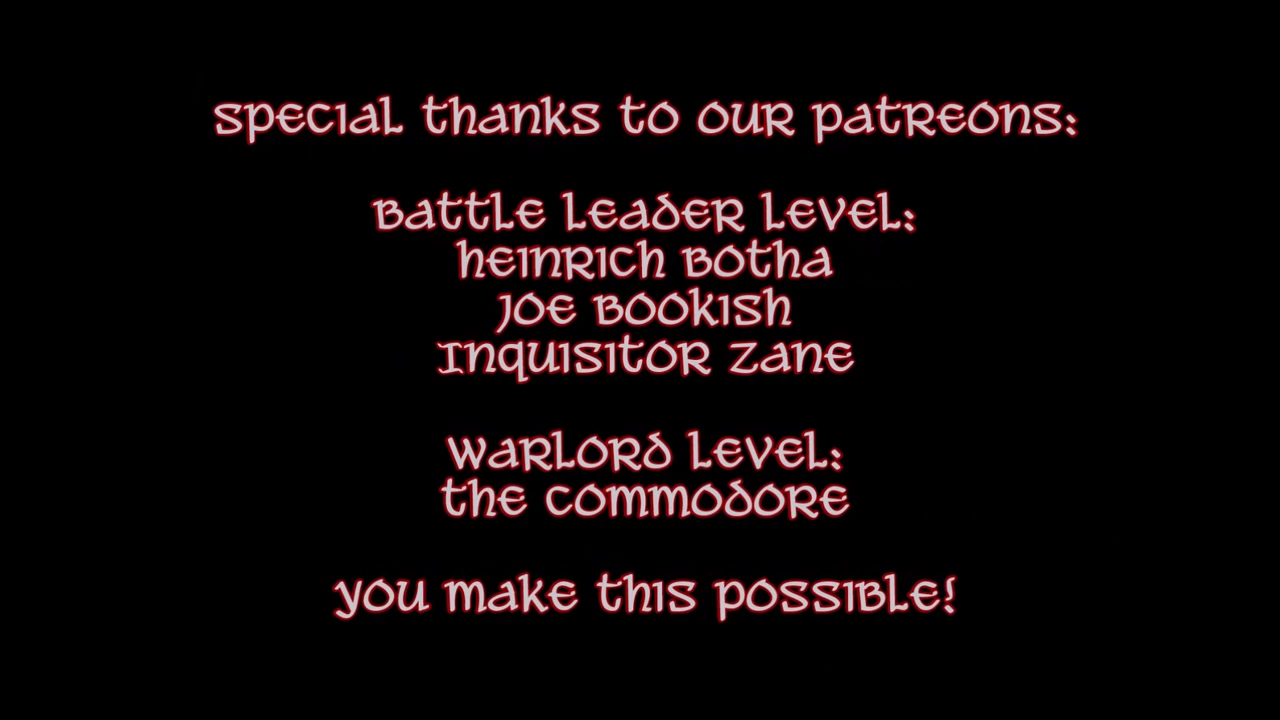 Special thanks to our Patreons:
Battle Leader Level:
Heinrich Botha
Joe Bookish
Inquisitor Zane
Warlord Level:
The Commodore
You make this possible!